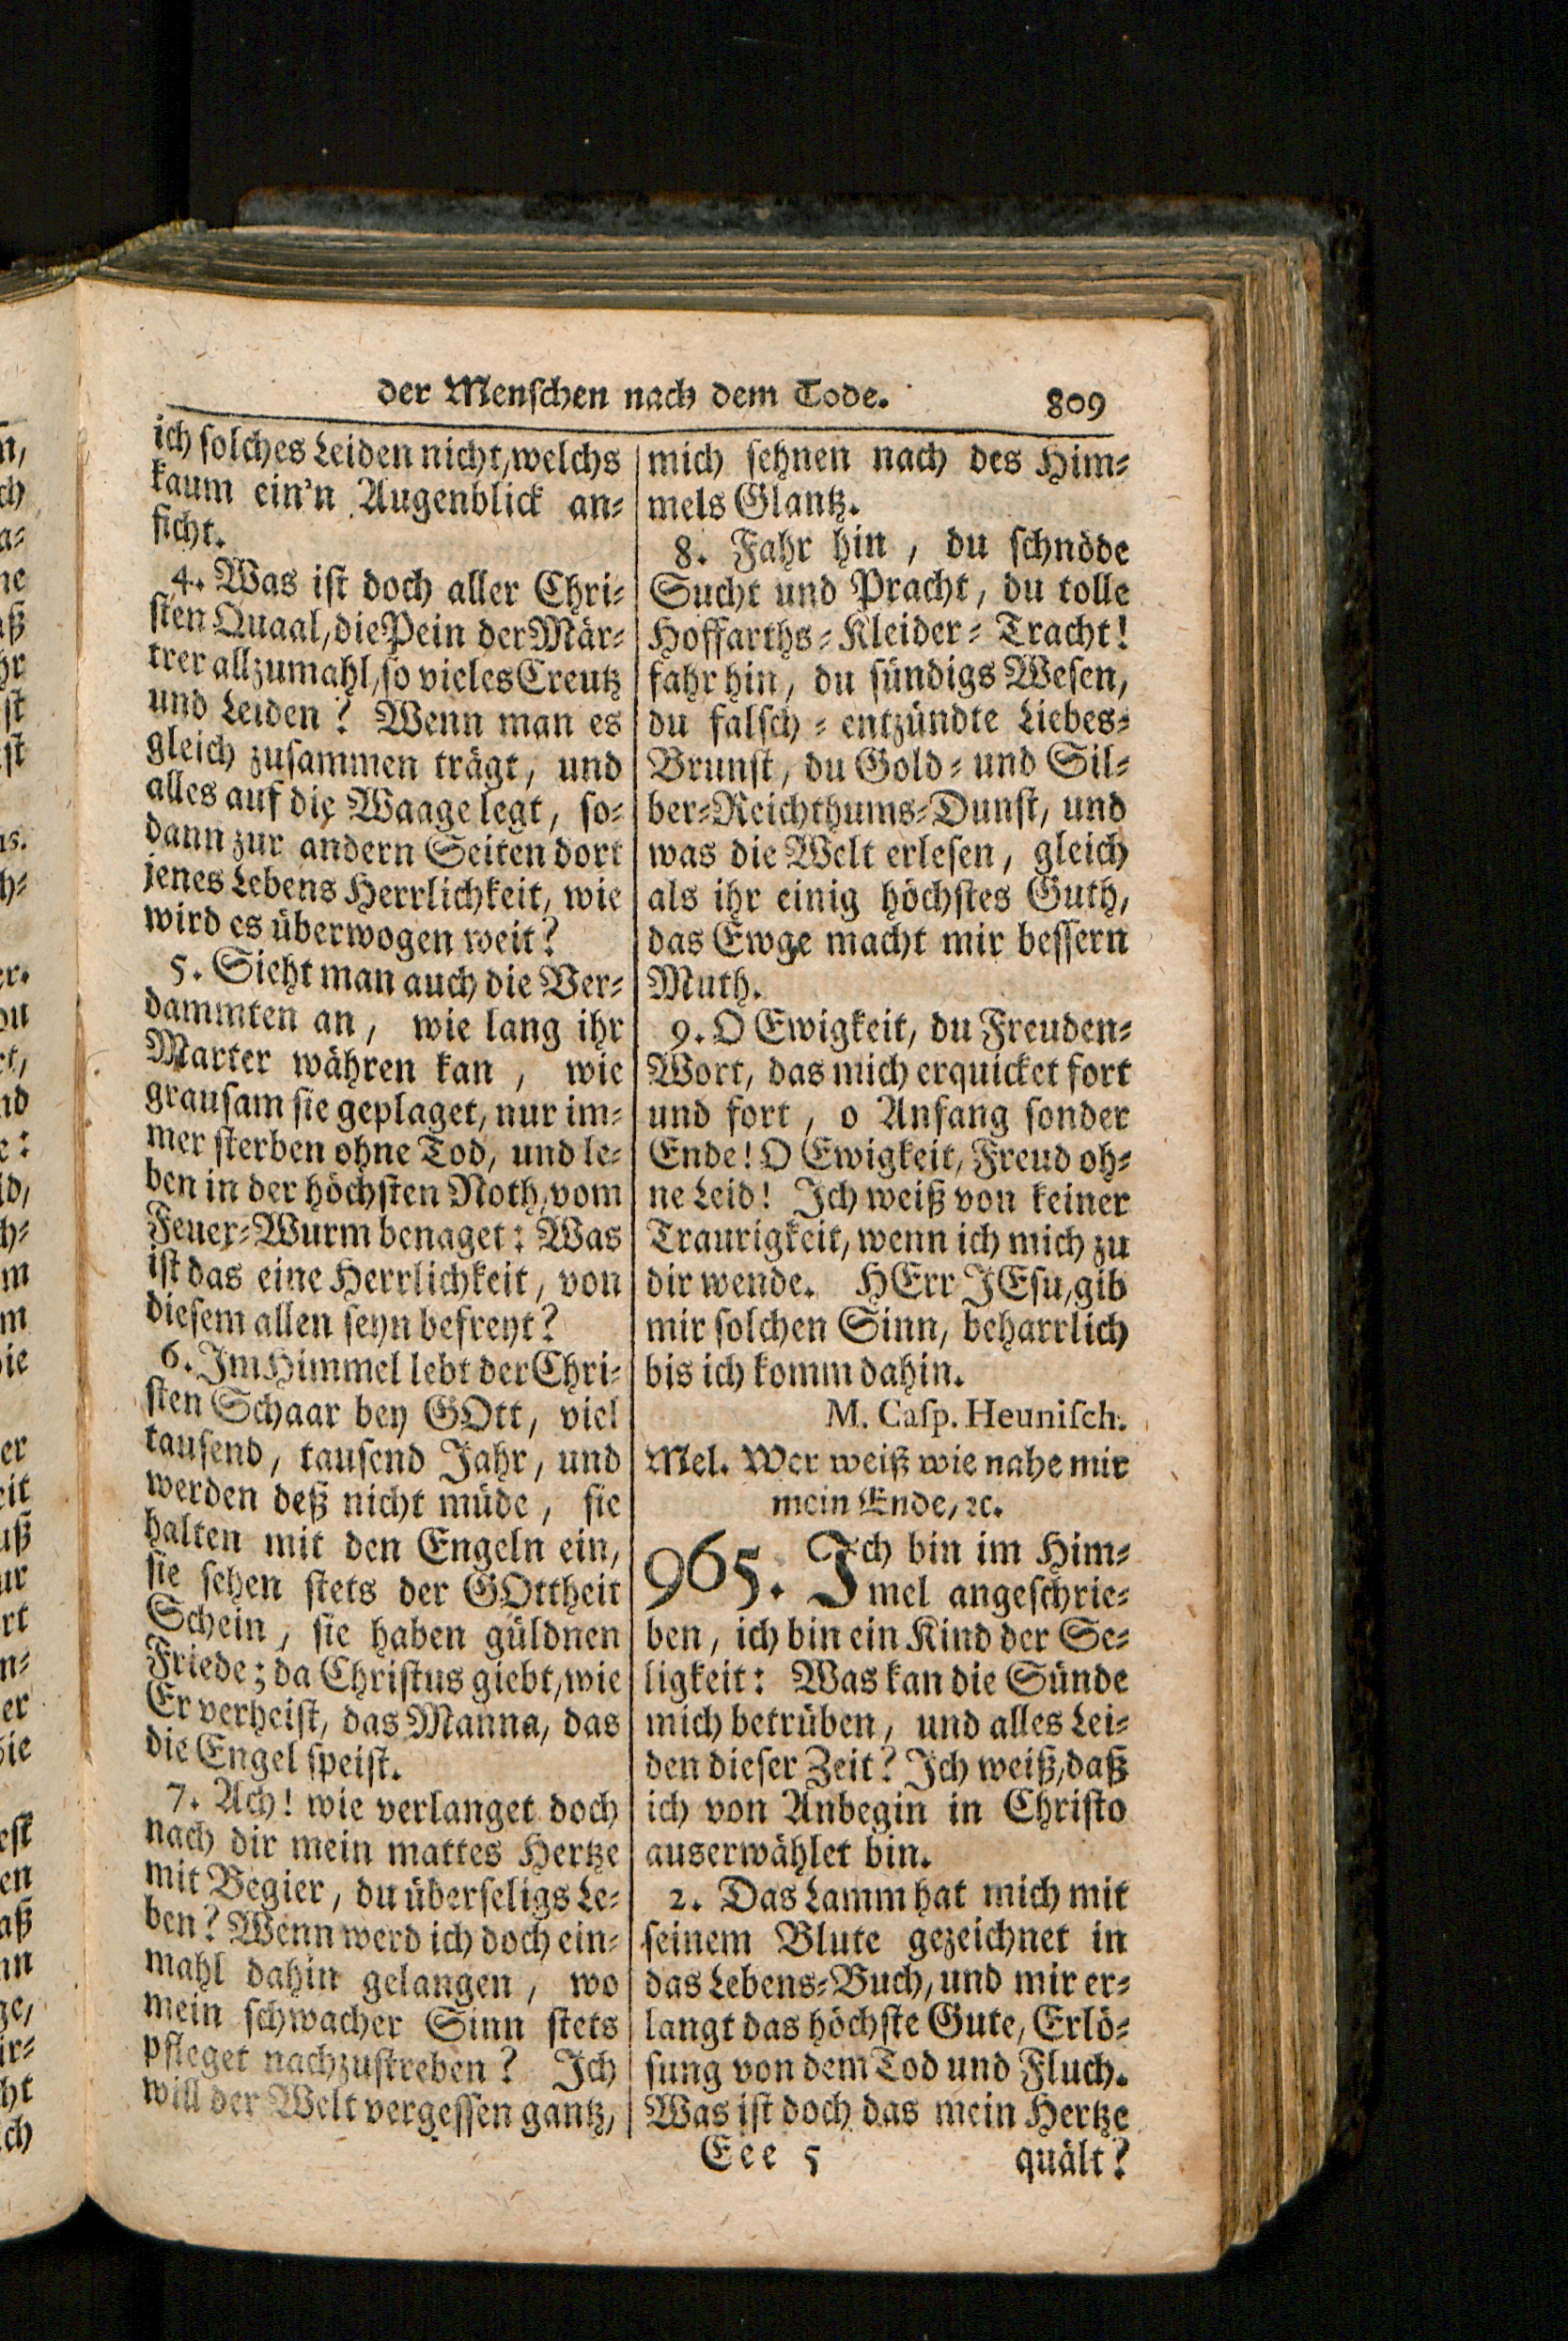 der Menschen nach dem Tode. 809
ich solches Leiden nicht, welchs
kaum ein'n Augenblick an-
sicht.
4. Was ist doch aller Chri-
sten Quaal, die Pein der Mär-
trer allzumahl, so vieles Creutz
und Leiden? Wenn man es
gleich zusammen trägt, und
alles auf die Waage legt, so-
dann zur andern Seiten dort
jenes Lebens Herrlichkeit, wie
wird es überwogen weit?
5. Sieht man auch die Ver-
dammten an, wie lang ihr
Marter währen kan, wie
grausam sie geplaget, nur im-
mer sterben ohne Tod, und le-
ben in der höchsten Noth, vom
Feuer-Wurm benaget: Was
ist das eine Herrlichkeit, von
diesem allen seyn befreyt?
6. Im Himmel lebt der Chri-
sten Schaar bey GOtt, viel
tausend, tausend Jahr, und
werden deß nicht müde, sie
halten mit den Engeln ein,
sie sehen stets der GOttheit
Schein, sie haben güldnen
Friede; da Christus giebt, wie
Er verheist, das Manna, das
die Engel speist.
7. Ach! wie verlanget doch
nach dir mein mattes Hertze
mit Begier, du überseligs Le-
ben? Wenn werd ich doch ein-
mahl dahin gelangen, wo
mein schwacher Sinn stets
pfleget nachzustreben? Ich
will der Welt vergessen gantz,
mich sehnen nach des Him-
mels Glantz.
8. Fahr hin, du schnöde
Sucht und Pracht, du tolle
Hoffarths-Kleider-Tracht!
fahr hin, du sündigs Wesen,
du falsch-entzündte Liebes-
Brunst, du Gold- und Sil-
ber-Reichthums-Dunst, und
was die Welt erlesen, gleich
als ihr einig höchstes Guth,
das Ewge macht mir bessern
Muth.
9. O Ewigkeit, du Freuden-
Wort, das mich erquicket fort
und fort, o Anfang sonder
Ende! O Ewigkeit, Freud oh-
ne Leid! Ich weiß von keiner
Traurigkeit, wenn ich mich zu
dir wende. HErr JEsu, gib
mir solchen Sinn, beharrlich
bis ich komm dahin.
M. Casp. Heunisch.
Mel. Wer weiß wie nahe mir
mein Ende, ꝛc.
965. Ich bin im Him-
mel angeschrie-
ben, ich bin ein Kind der Se-
ligkeit: Was kan die Sünde
mich betrüben, und alles Lei-
den dieser Zeit? Ich weiß, daß
ich von Anbegin in Christo
auserwählet bin.
2. Das Lamm hat mich mit
seinem Blute gezeichnet in
das Lebens-Buch, und mir er-
langt das höchste Gute, Erlö-
sung von dem Tod und Fluch.
Was ist doch das mein Hertze
Eee 5 quält?